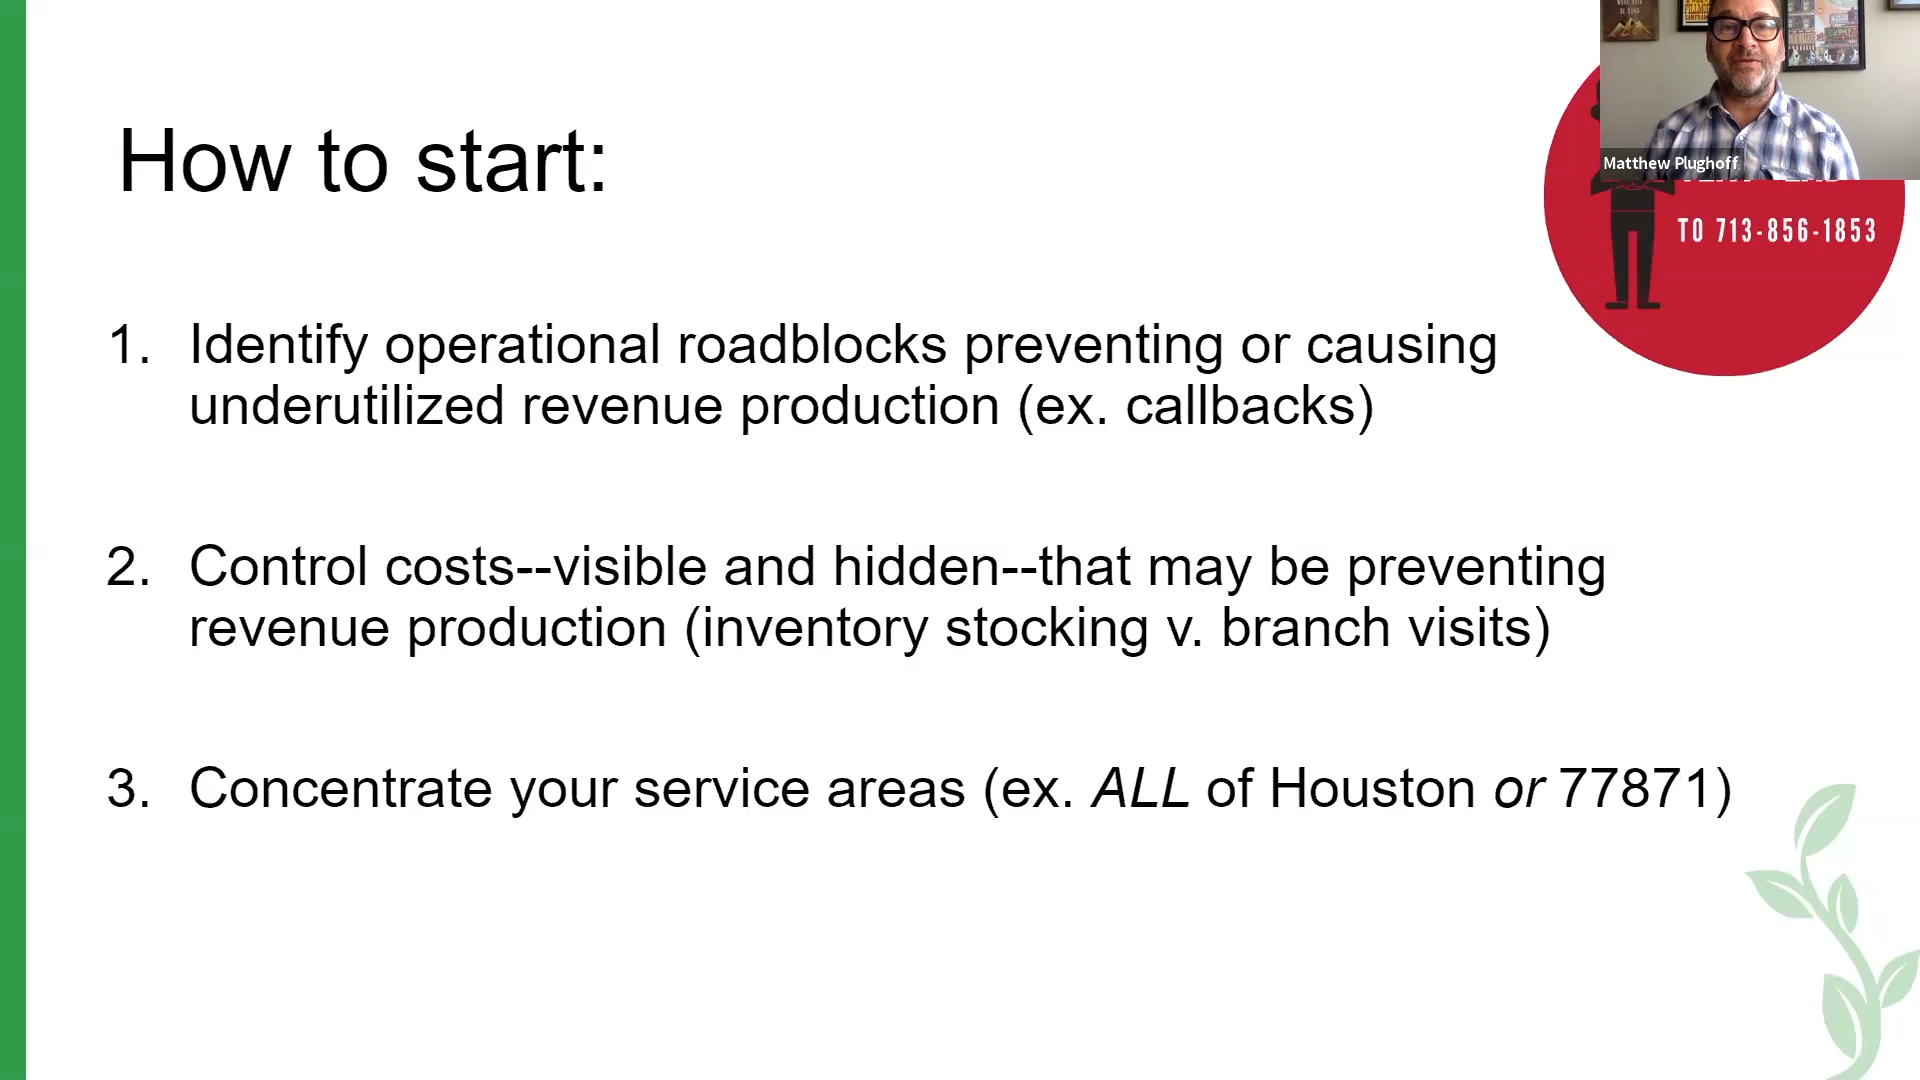 How to start:
Matthew Plughoff
TO 713-856-1853
1. Identify operational roadblocks preventing or causing
underutilized revenue production (ex. callbacks)
2. Control costs--visible and hidden--that may be preventing
revenue production (inventory stocking v. branch visits)
3. Concentrate your service areas (ex. ALL of Houston or 77871)